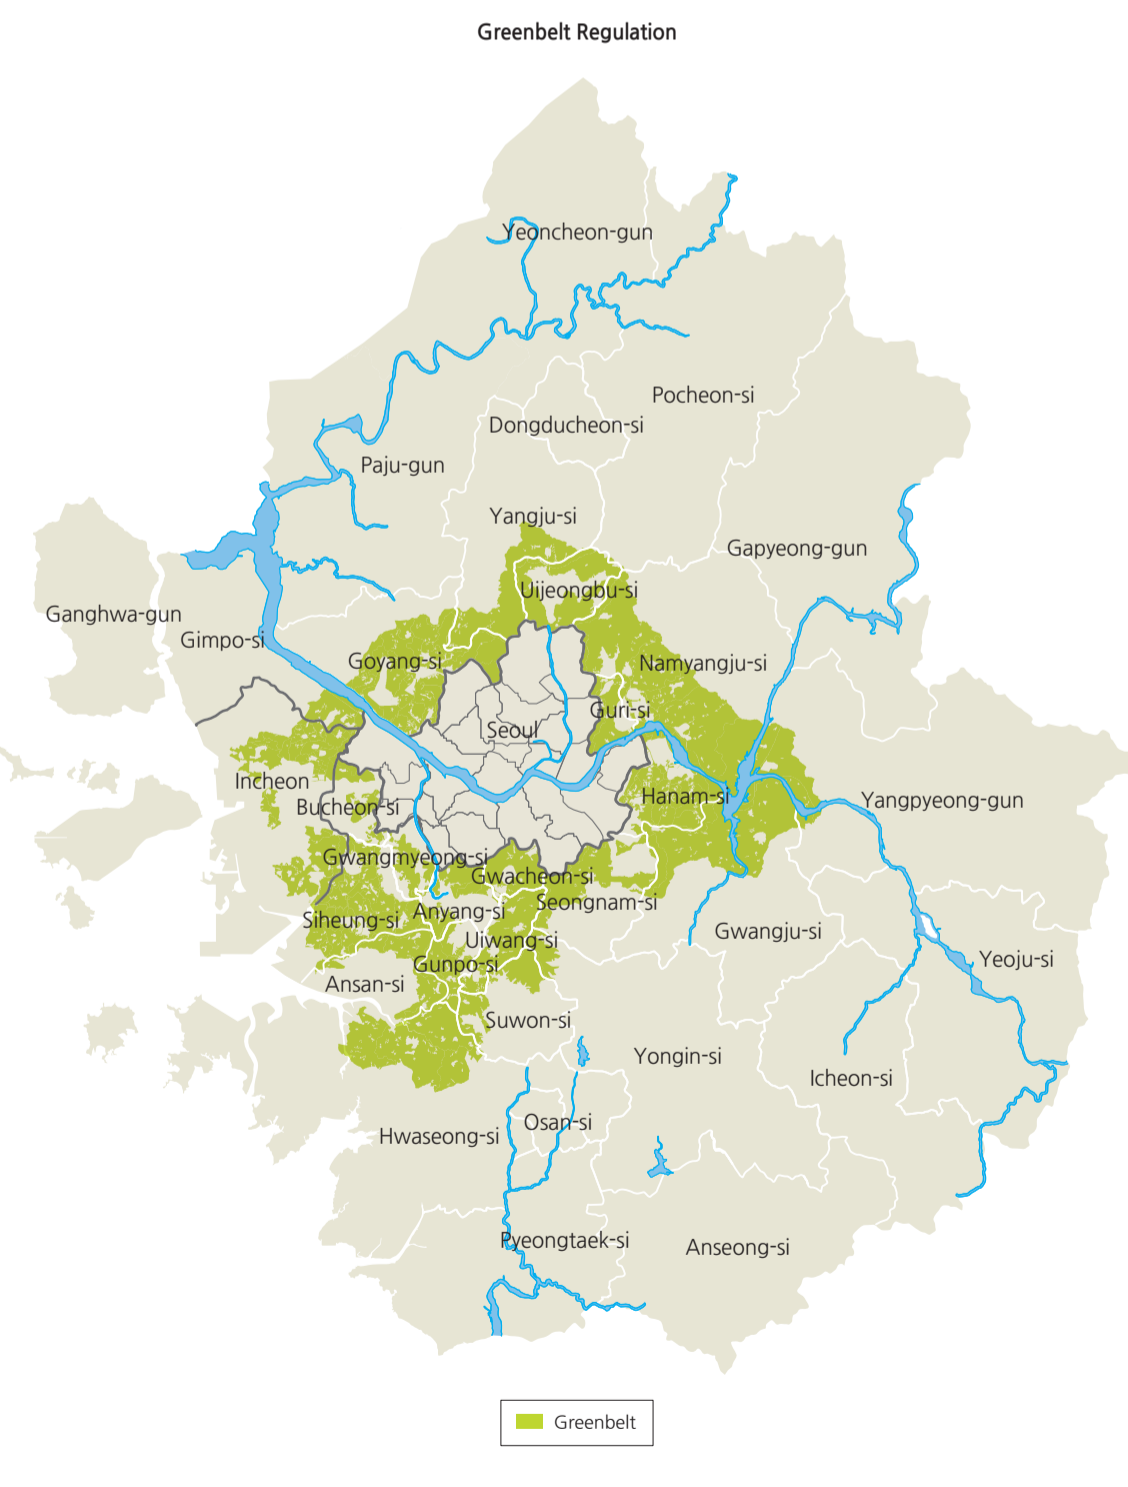 Greenbelt Regulation
Yeoncheon-gun
Pocheon-si
Dongducheon-si
Paju-gun
Yangju-si
Gapyeong-gun
Uijeongbu-si
Ganghwa-gun
Gimpo-si
Goyang-si
Namyangju-si
Guri-si
Seoul
Incheon
Hanam-si
Bucheon-si
Yangpyeong-gun
Gwangmyeong-si
Gwacheon-si
Seongnam-si
Anyang-si
Siheung-si
Gwangju-si
Uiwang-si
Yeoju-si
Gunpo-si
Ansan-si
Suwon-si
Yongin-si
Icheon-si
Osan-si
Hwaseong-si
Pyeongtaek-si
Anseong-si
Greenbelt